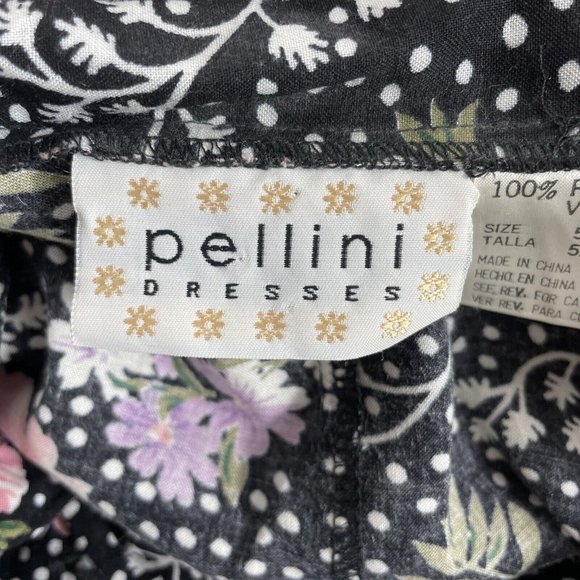 pellini
DRESSES
100%
SIZE 5
TALLA 5
MADE IN CHINA
HECHO EN CHINA
SEE REV. FOR CA
VER REV. PARA C